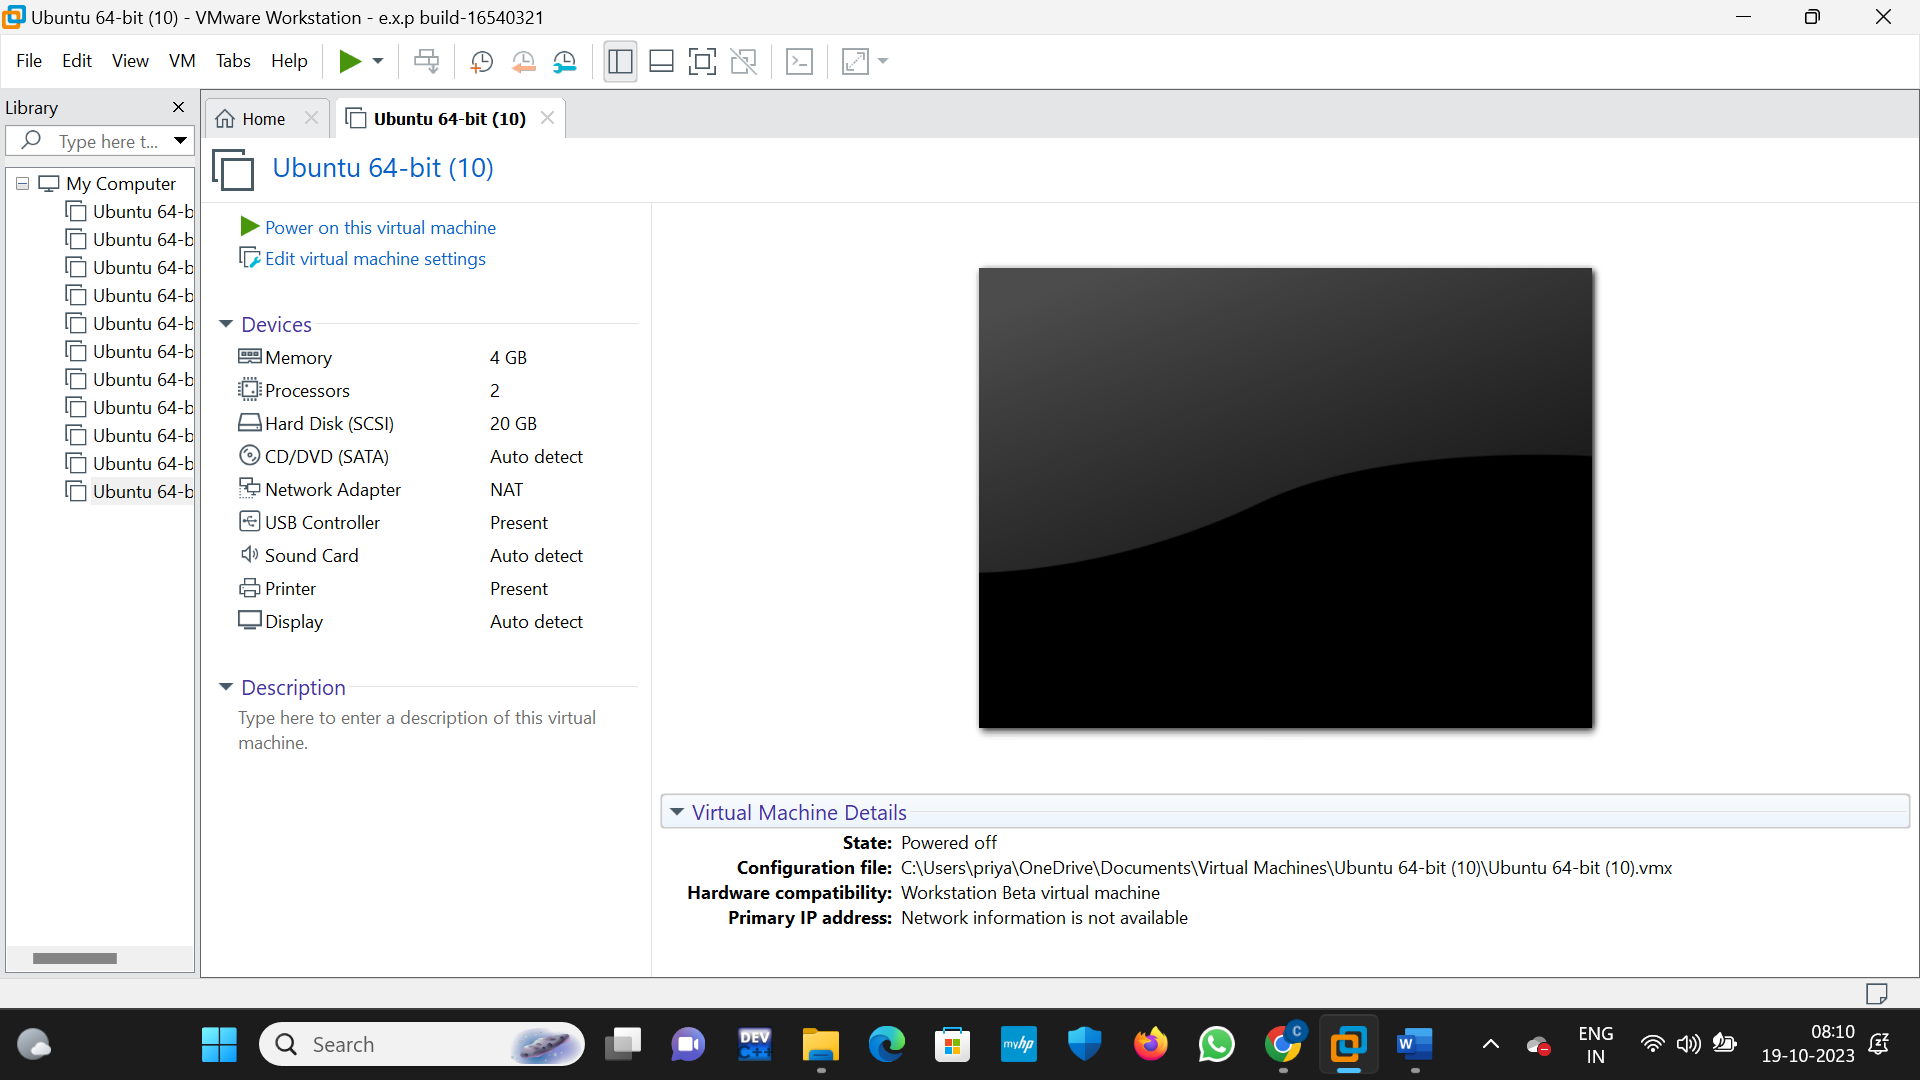 Ubuntu 64-bit (10) - VMware Workstation - e.x.p build-16540321
File Edit View VM Tabs Help
Library
Type here t...
My Computer
Ubuntu 64-b
Ubuntu 64-b
Ubuntu 64-b
Ubuntu 64-b
Ubuntu 64-b
Ubuntu 64-b
Ubuntu 64-b
Ubuntu 64-b
Ubuntu 64-b
Ubuntu 64-b
Ubuntu 64-b
Home
Ubuntu 64-bit (10)
Ubuntu 64-bit (10)
Power on this virtual machine
Edit virtual machine settings
Devices
Memory 4 GB
Processors 2
Hard Disk (SCSI) 20 GB
CD/DVD (SATA) Auto detect
Network Adapter NAT
USB Controller Present
Sound Card Auto detect
Printer Present
Display Auto detect
Description
Type here to enter a description of this virtual
machine.
Virtual Machine Details
State: Powered off
Configuration file: C:\Users\priya\OneDrive\Documents\Virtual Machines\Ubuntu 64-bit (10)\Ubuntu 64-bit (10).vmx
Hardware compatibility: Workstation Beta virtual machine
Primary IP address: Network information is not available
Search
DEV
C++
myhp
C
W
ENG
IN
08:10
19-10-2023